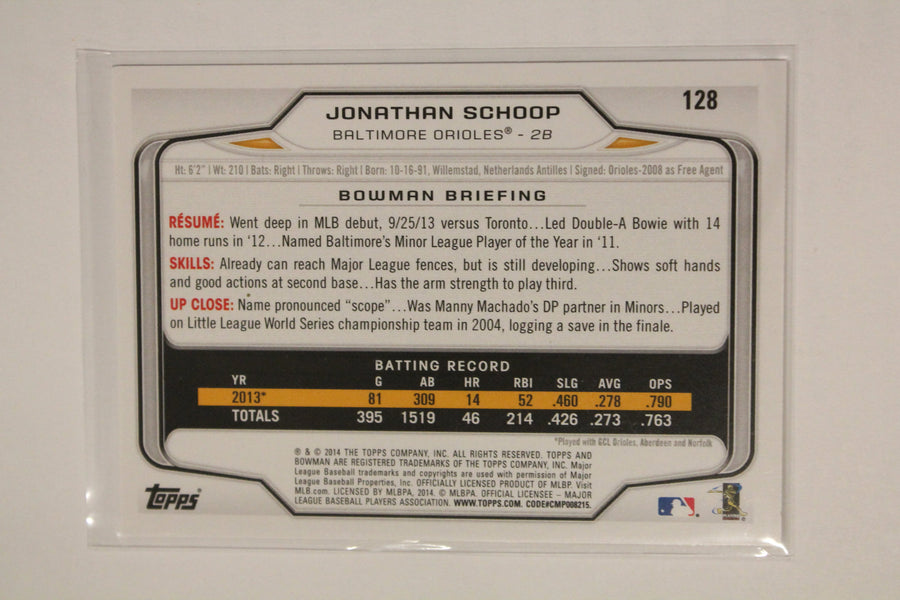 128
JONATHAN SCHOOP
BALTIMORE ORIOLES® - 2B
Ht: 6'2" | Wt: 210 | Bats: Right | Throws: Right | Born: 10-16-91, Willemstad, Netherlands Antilles | Signed: Orioles-2008 as Free Agent
BOWMAN BRIEFING
RÉSUMÉ: Went deep in MLB debut, 9/25/13 versus Toronto...Led Double-A Bowie with 14
home runs in '12...Named Baltimore's Minor League Player of the Year in '11.
SKILLS: Already can reach Major League fences, but is still developing...Shows soft hands
and good actions at second base...Has the arm strength to play third.
UP CLOSE: Name pronounced "scope"...Was Manny Machado's DP partner in Minors...Played
on Little League World Series championship team in 2004, logging a save in the finale.
BATTING RECORD
YR G AB HR RBI SLG AVG OPS
2013* 81 309 14 52 .460 .278 .790
TOTALS 395 1519 46 214 .426 .273 .763
*Played with GCL Orioles, Aberdeen and Norfolk
® & © 2014 THE TOPPS COMPANY, INC. ALL RIGHTS RESERVED. TOPPS AND
BOWMAN ARE REGISTERED TRADEMARKS OF THE TOPPS COMPANY, INC. Major
League Baseball trademarks and copyrights are used with permission of Major
League Baseball Properties, Inc. OFFICIALLY LICENSED PRODUCT OF MLBP. Visit
MLB.com. LICENSED BY MLBPA, 2014. © MLBPA. OFFICIAL LICENSEE – MAJOR
LEAGUE BASEBALL PLAYERS ASSOCIATION. WWW.TOPPS.COM. CODE#CMP008215.
TOPPS